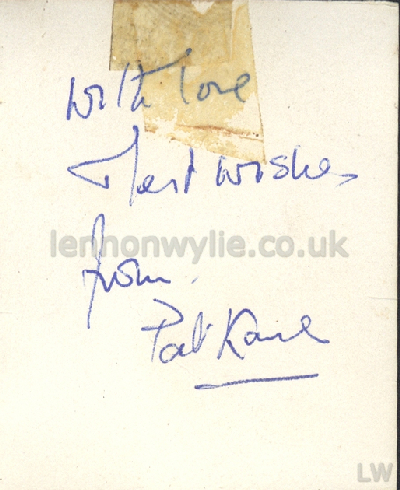 With love
& Best wishes
lennonwylie.co.uk
from
Pat Kane
LW